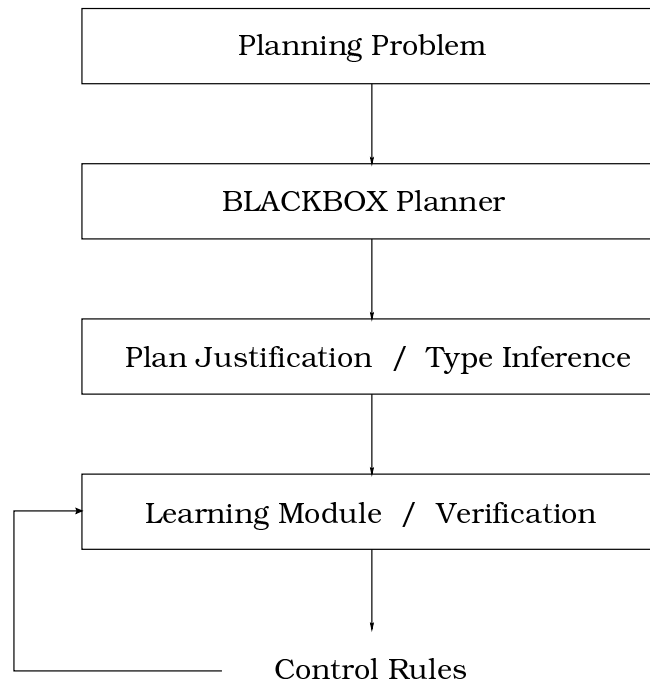 Planning Problem
BLACKBOX Planner
Plan Justification / Type Inference
Learning Module / Verification
Control Rules